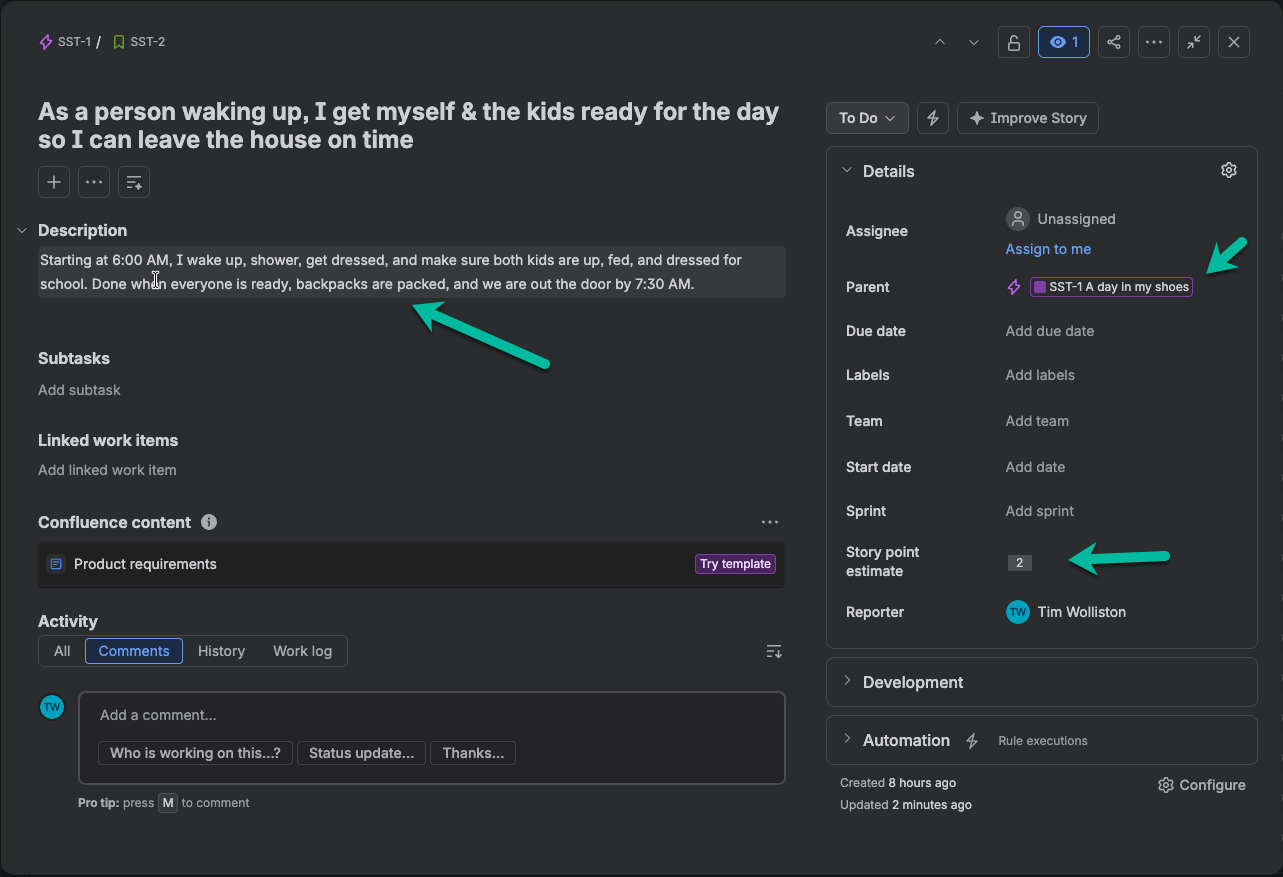 SST-1 / SST-2
1
As a person waking up, I get myself & the kids ready for the day
so I can leave the house on time
Description
Starting at 6:00 AM, I wake up, shower, get dressed, and make sure both kids are up, fed, and dressed for
school. Done when everyone is ready, backpacks are packed, and we are out the door by 7:30 AM.
Subtasks
Add subtask
Linked work items
Add linked work item
Confluence content
Product requirements
Try template
Activity
All
Comments
History
Work log
TW
Add a comment...
Who is working on this...?
Status update...
Thanks...
Pro tip: press M to comment
To Do
Improve Story
Details
Assignee
Unassigned
Assign to me
Parent
SST-1 A day in my shoes
Due date
Add due date
Labels
Add labels
Team
Add team
Start date
Add date
Sprint
Add sprint
Story point
estimate
2
Reporter
TW
Tim Wolliston
Development
Automation
Rule executions
Created 8 hours ago
Updated 2 minutes ago
Configure